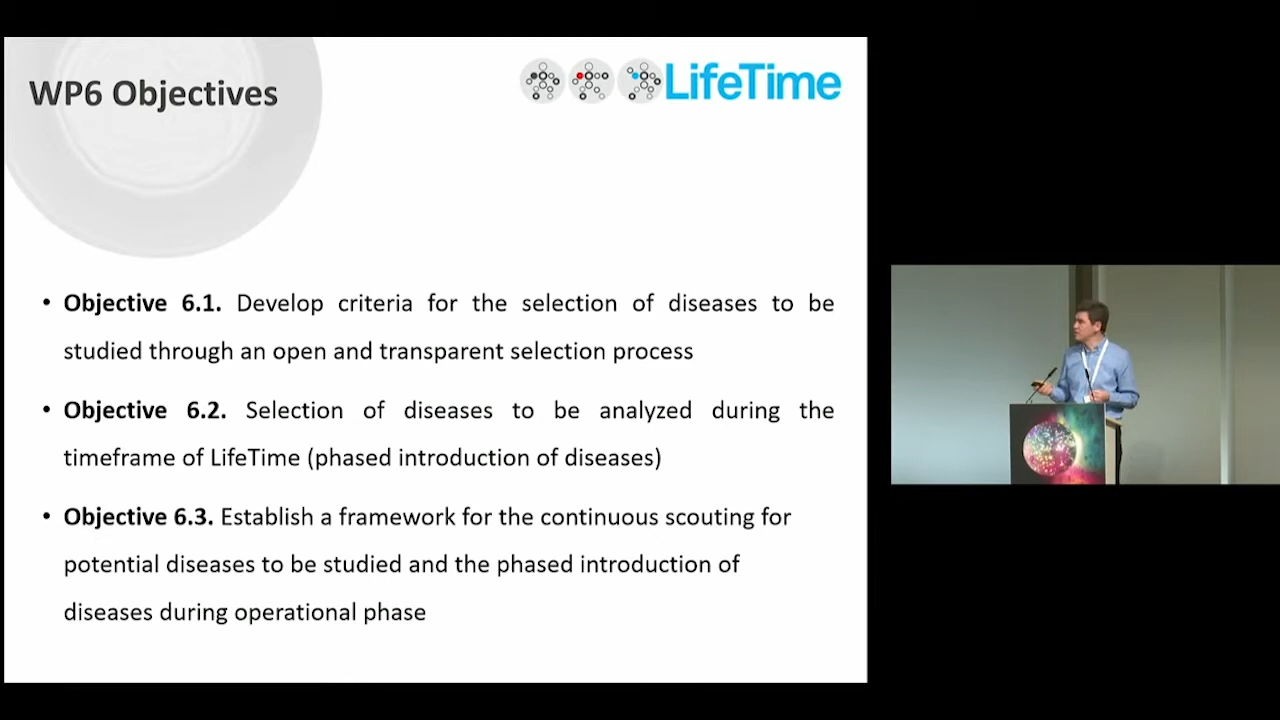 WP6 Objectives
LifeTime
• Objective 6.1. Develop criteria for the selection of diseases to be
studied through an open and transparent selection process
• Objective 6.2. Selection of diseases to be analyzed during the
timeframe of LifeTime (phased introduction of diseases)
• Objective 6.3. Establish a framework for the continuous scouting for
potential diseases to be studied and the phased introduction of
diseases during operational phase